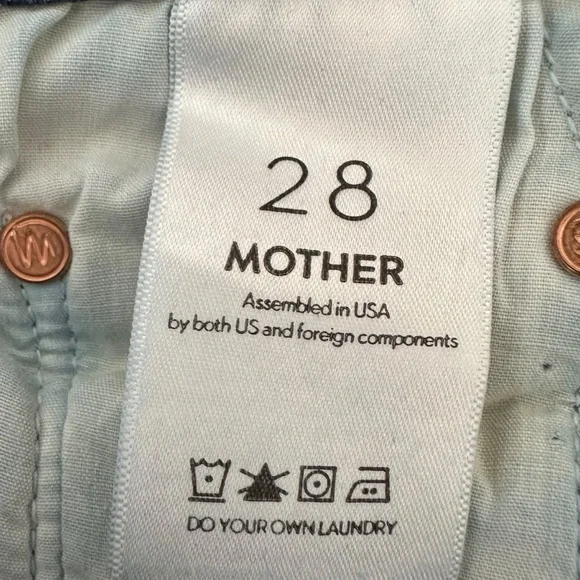 28
MOTHER
Assembled in USA
by both US and foreign components
DO YOUR OWN LAUNDRY